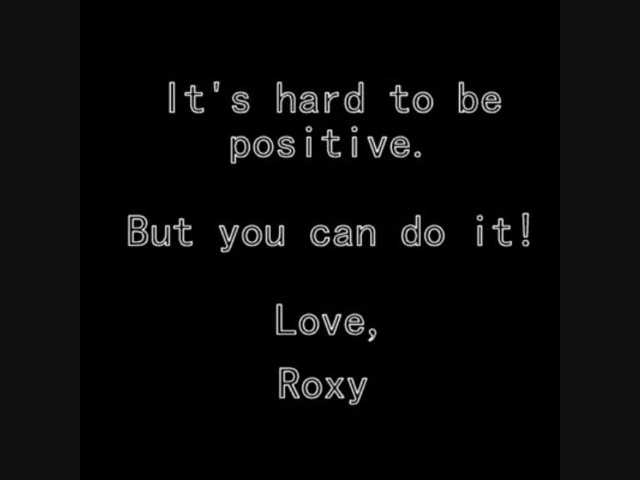 It's hard to be
positive.
But you can do it!
Love,
Roxy